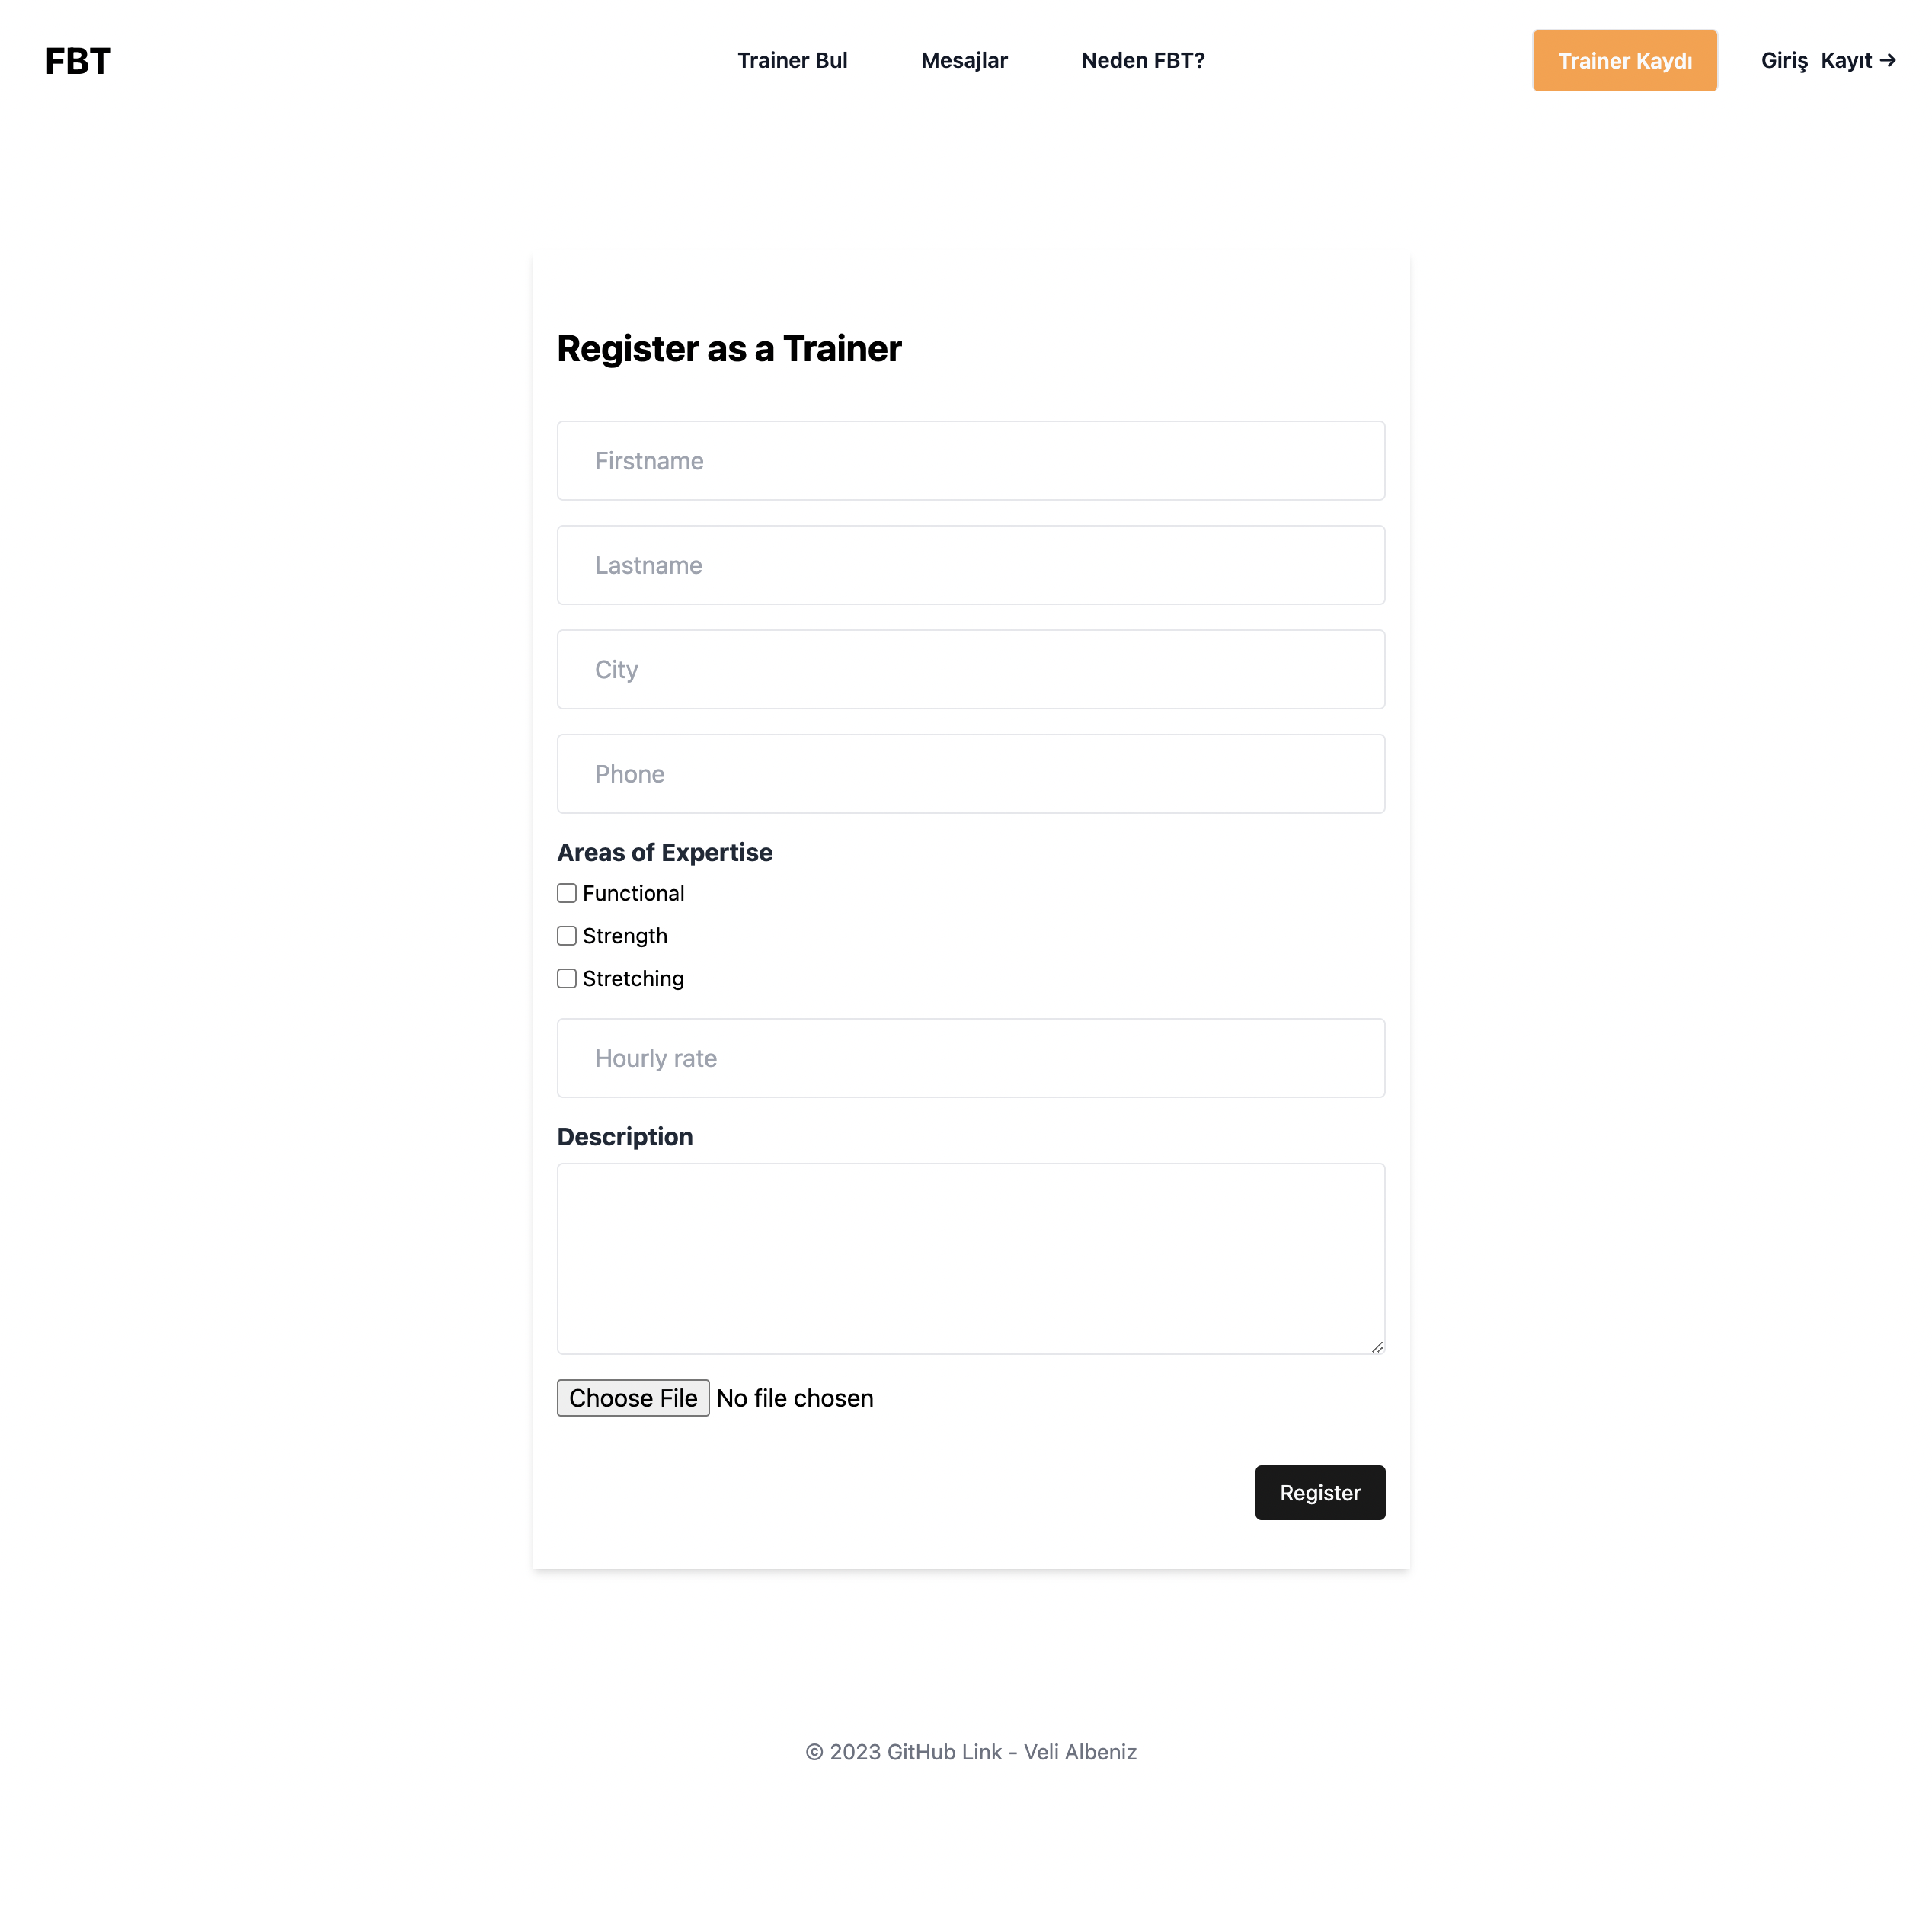 FBT
Trainer Bul
Mesajlar
Neden FBT?
Trainer Kaydı
Giriş
Kayıt →
Register as a Trainer
Firstname
Lastname
City
Phone
Areas of Expertise
Functional
Strength
Stretching
Hourly rate
Description
Choose File No file chosen
Register
© 2023 GitHub Link - Veli Albeniz